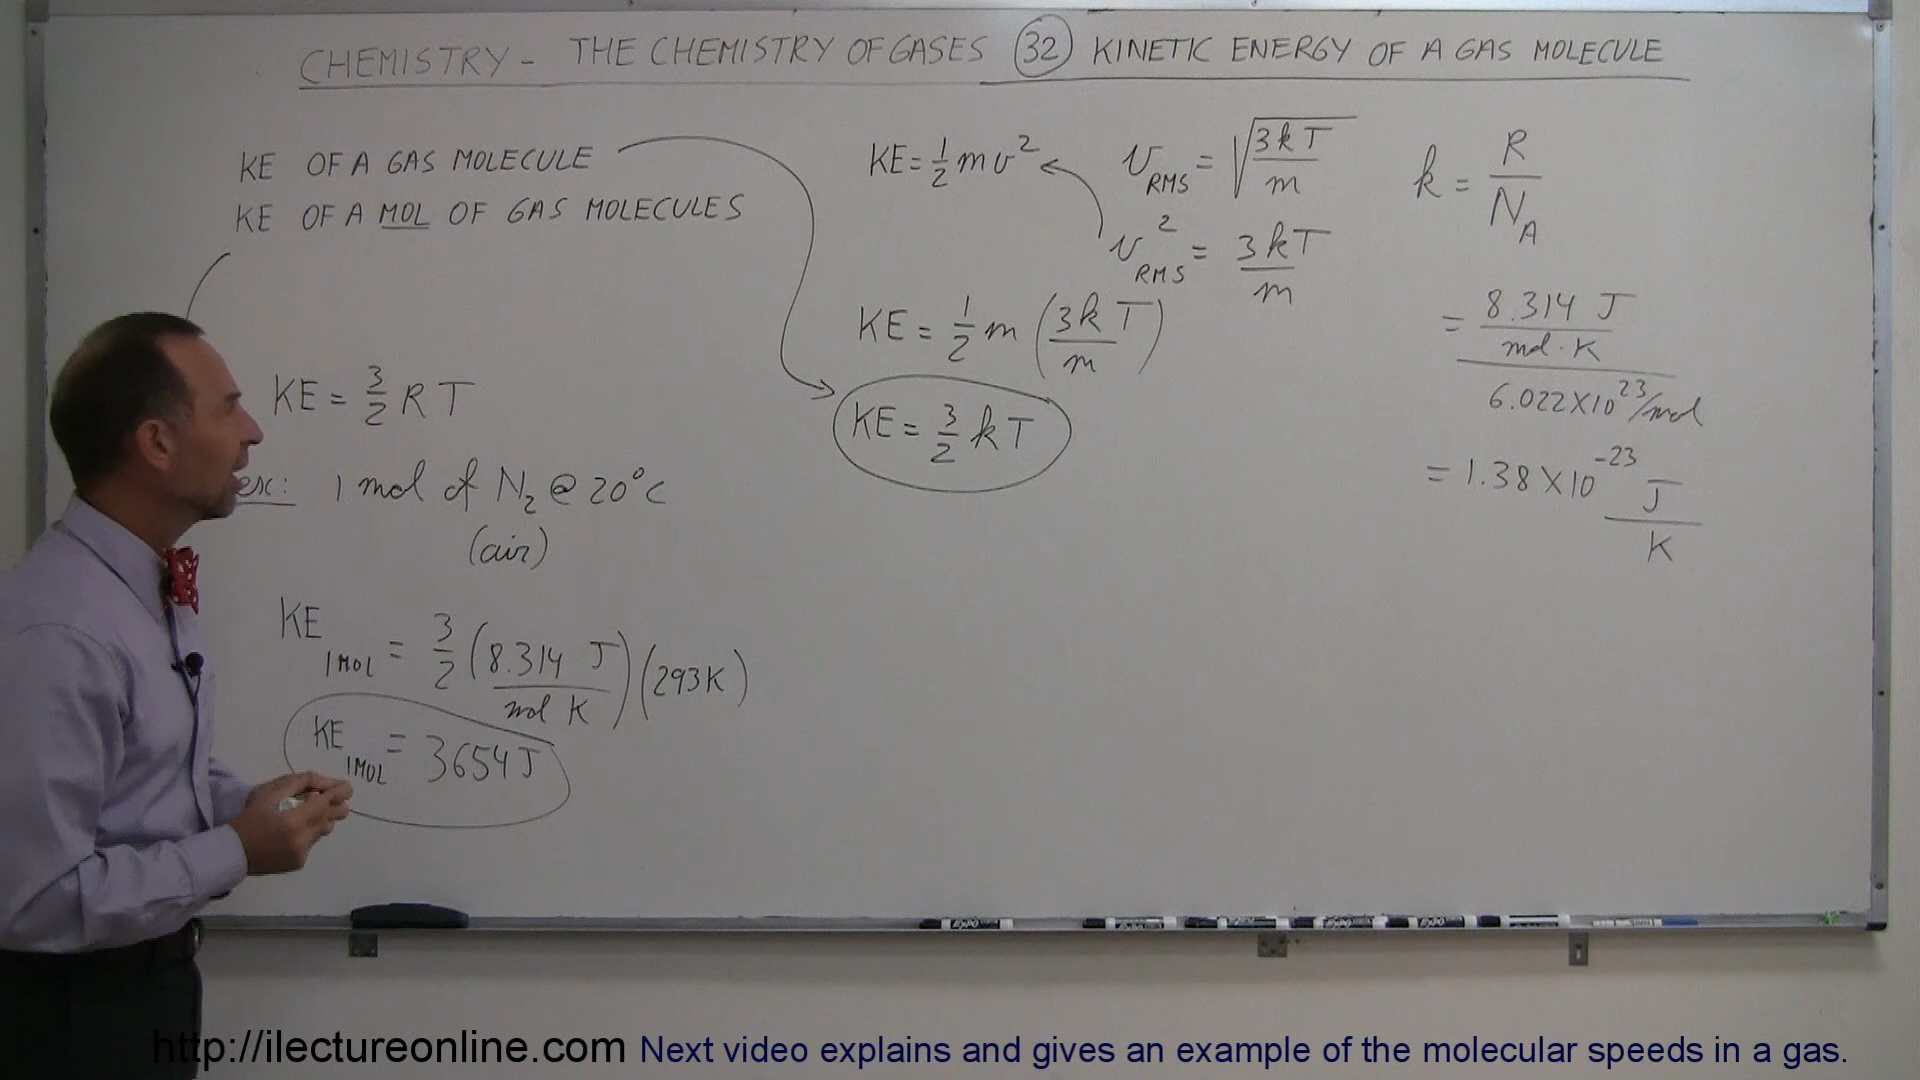 CHEMISTRY - THE CHEMISTRY OF GASES (32) KINETIC ENERGY OF A GAS MOLECULE
KE OF A GAS MOLECULE
KE OF A MOL OF GAS MOLECULES
KE = 3/2 R T
ex: 1 mol of N₂ @ 20°C
(air)
KE 1MOL = 3/2 (8.314 J / mol K)(293K)
KE 1MOL = 3654 J
KE = 1/2 mv²
v RMS = √(3kT / m)
v² RMS = 3kT / m
KE = 1/2 m (3kT / m)
KE = 3/2 kT
k = R / N_A
= 8.314 J / mol · K / 6.022 X 10²³/mol
= 1.38 X 10⁻²³ J / K
http://ilectureonline.com Next video explains and gives an example of the molecular speeds in a gas.